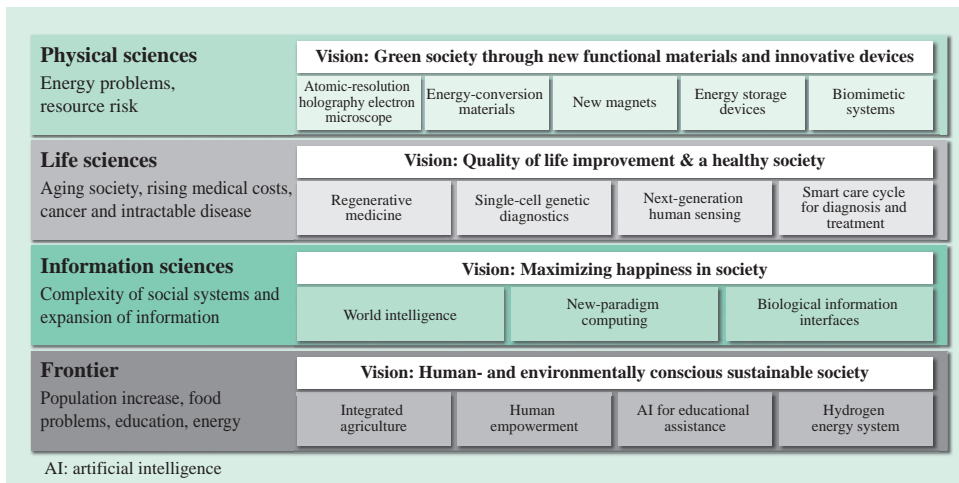 Physical sciences
Energy problems,
resource risk
Vision: Green society through new functional materials and innovative devices
Atomic-resolution
holography electron
microscope
Energy-conversion
materials
New magnets
Energy storage
devices
Biomimetic
systems
Life sciences
Aging society, rising medical costs,
cancer and intractable disease
Vision: Quality of life improvement & a healthy society
Regenerative
medicine
Single-cell genetic
diagnostics
Next-generation
human sensing
Smart care cycle
for diagnosis and
treatment
Information sciences
Complexity of social systems and
expansion of information
Vision: Maximizing happiness in society
World intelligence
New-paradigm
computing
Biological information
interfaces
Frontier
Population increase, food
problems, education, energy
Vision: Human- and environmentally conscious sustainable society
Integrated
agriculture
Human
empowerment
AI for educational
assistance
Hydrogen
energy system
AI: artificial intelligence